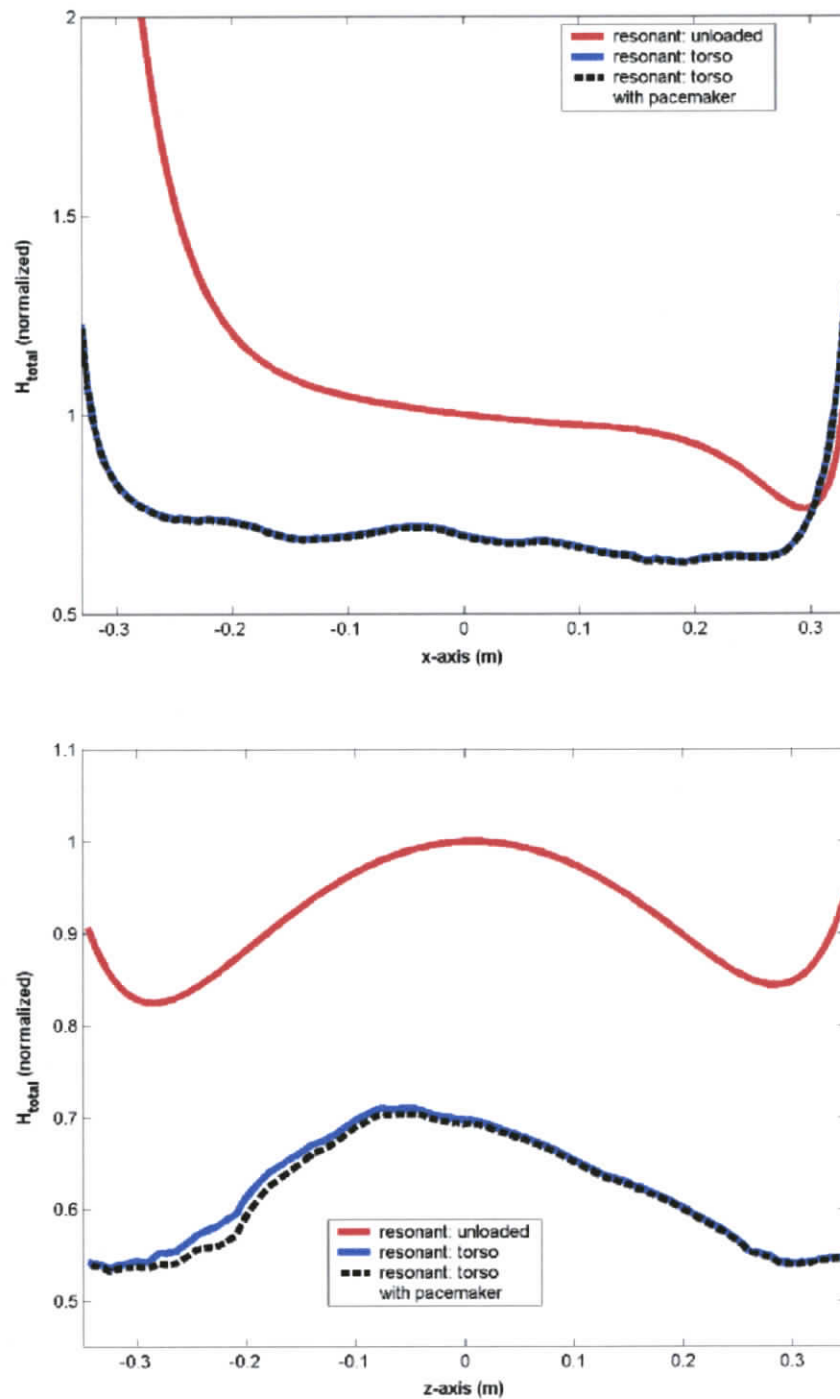 2
resonant: unloaded
resonant: torso
resonant: torso
with pacemaker
1.5
H_total (normalized)
1
0.5
-0.3 -0.2 -0.1 0 0.1 0.2 0.3
x-axis (m)
1.1
1
0.9
H_total (normalized)
0.8
0.7
0.6
resonant: unloaded
resonant: torso
resonant: torso
with pacemaker
0.5
-0.3 -0.2 -0.1 0 0.1 0.2 0.3
z-axis (m)